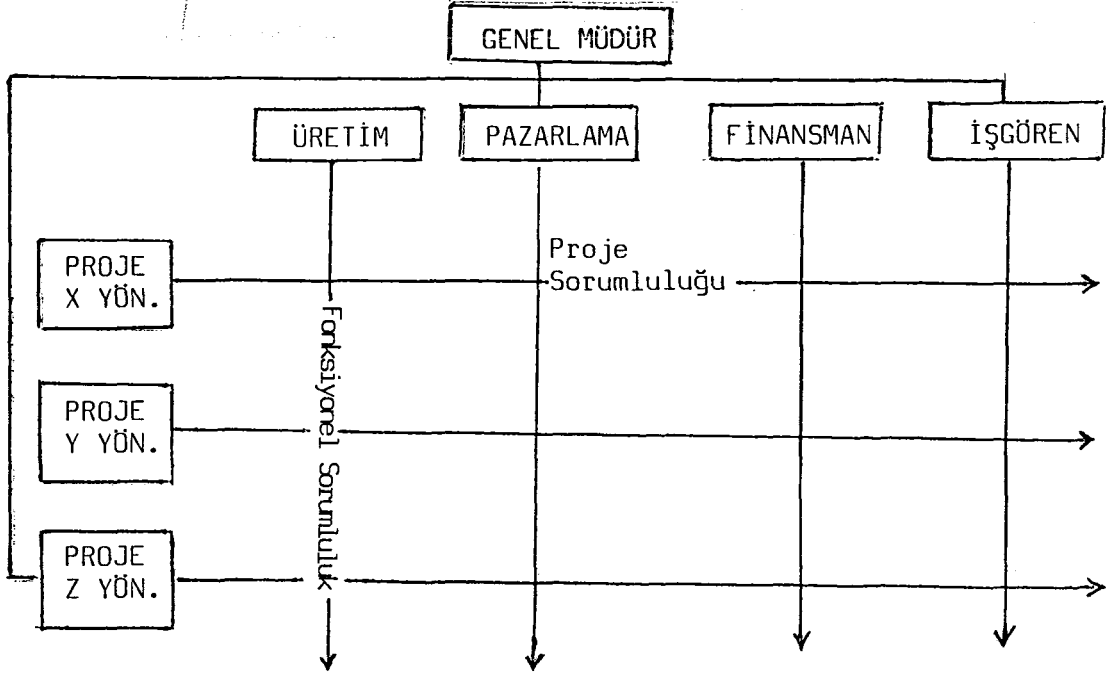 GENEL MÜDÜR
ÜRETİM
PAZARLAMA
FİNANSMAN
İŞGÖREN
PROJE
X YÖN.
Proje
Sorumluluğu
Fonksiyonel Sorumluluk
PROJE
Y YÖN.
PROJE
Z YÖN.